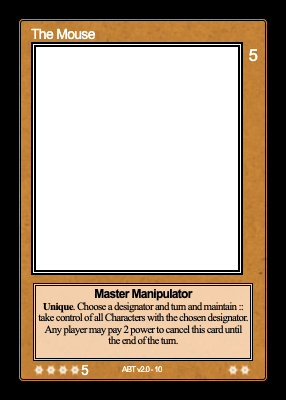 The Mouse
5
Master Manipulator
Unique. Choose a designator and turn and maintain ::
take control of all Characters with the chosen designator.
Any player may pay 2 power to cancel this card until
the end of the turn.
5
ABT v2.0 - 10